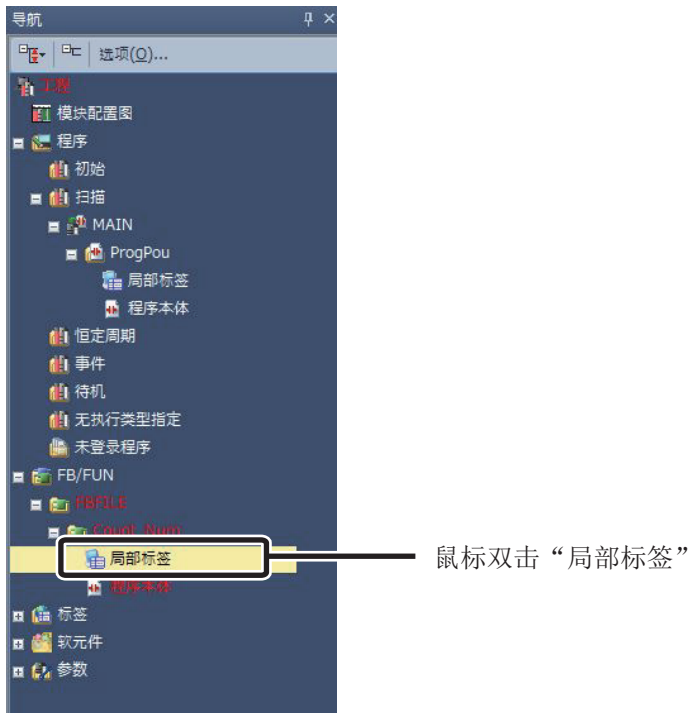 导航
选项(O)...
工程
模块配置图
程序
初始
扫描
MAIN
ProgPou
局部标签
程序本体
恒定周期
事件
待机
无执行类型指定
未登录程序
FB/FUN
FBFILE
Count_Num
局部标签
鼠标双击“局部标签”
程序本体
标签
软元件
参数